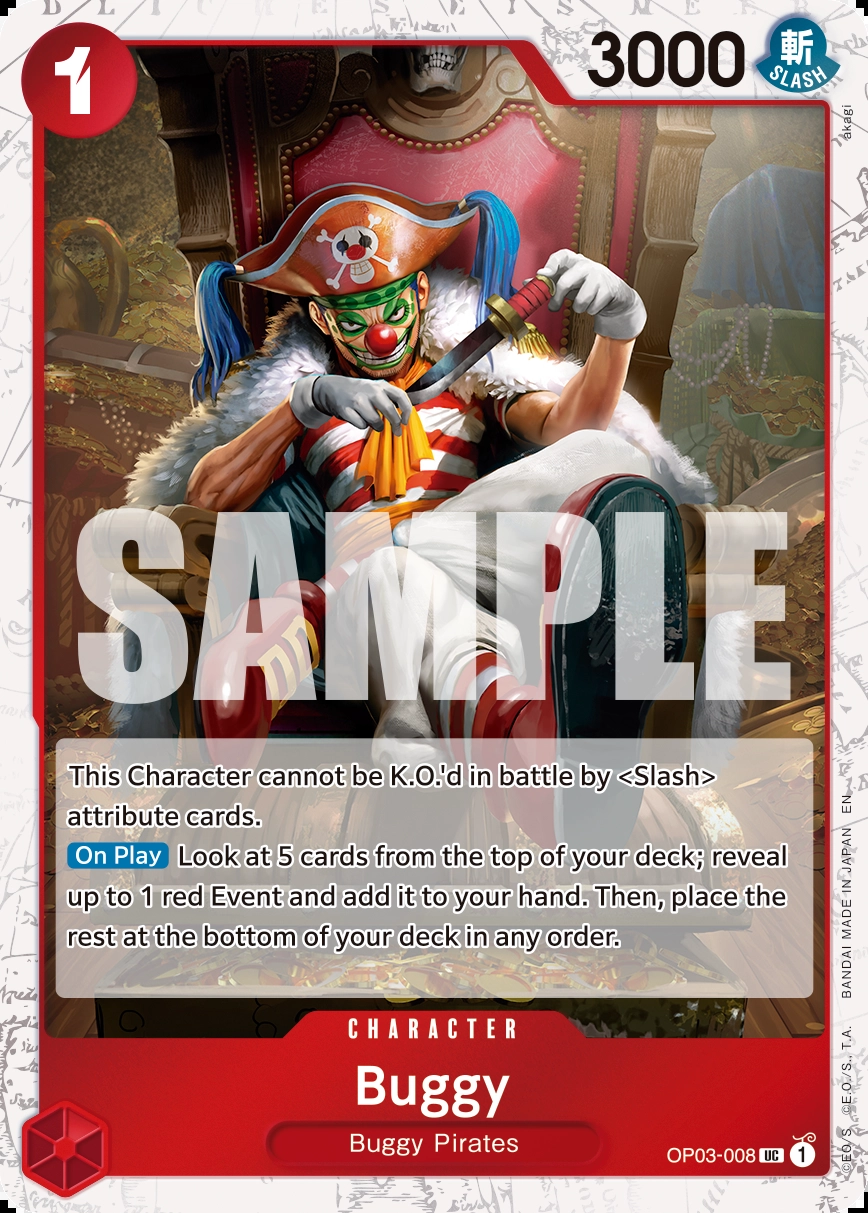 1
3000
斬
SLASH
akagi
SAMPLE
This Character cannot be K.O.'d in battle by <Slash>
attribute cards.
On Play Look at 5 cards from the top of your deck; reveal
up to 1 red Event and add it to your hand. Then, place the
rest at the bottom of your deck in any order.
CHARACTER
Buggy
Buggy Pirates
OP03-008 UC 1
©EO/S ©E.O./S., T.A. BANDAI MADE IN JAPAN EN